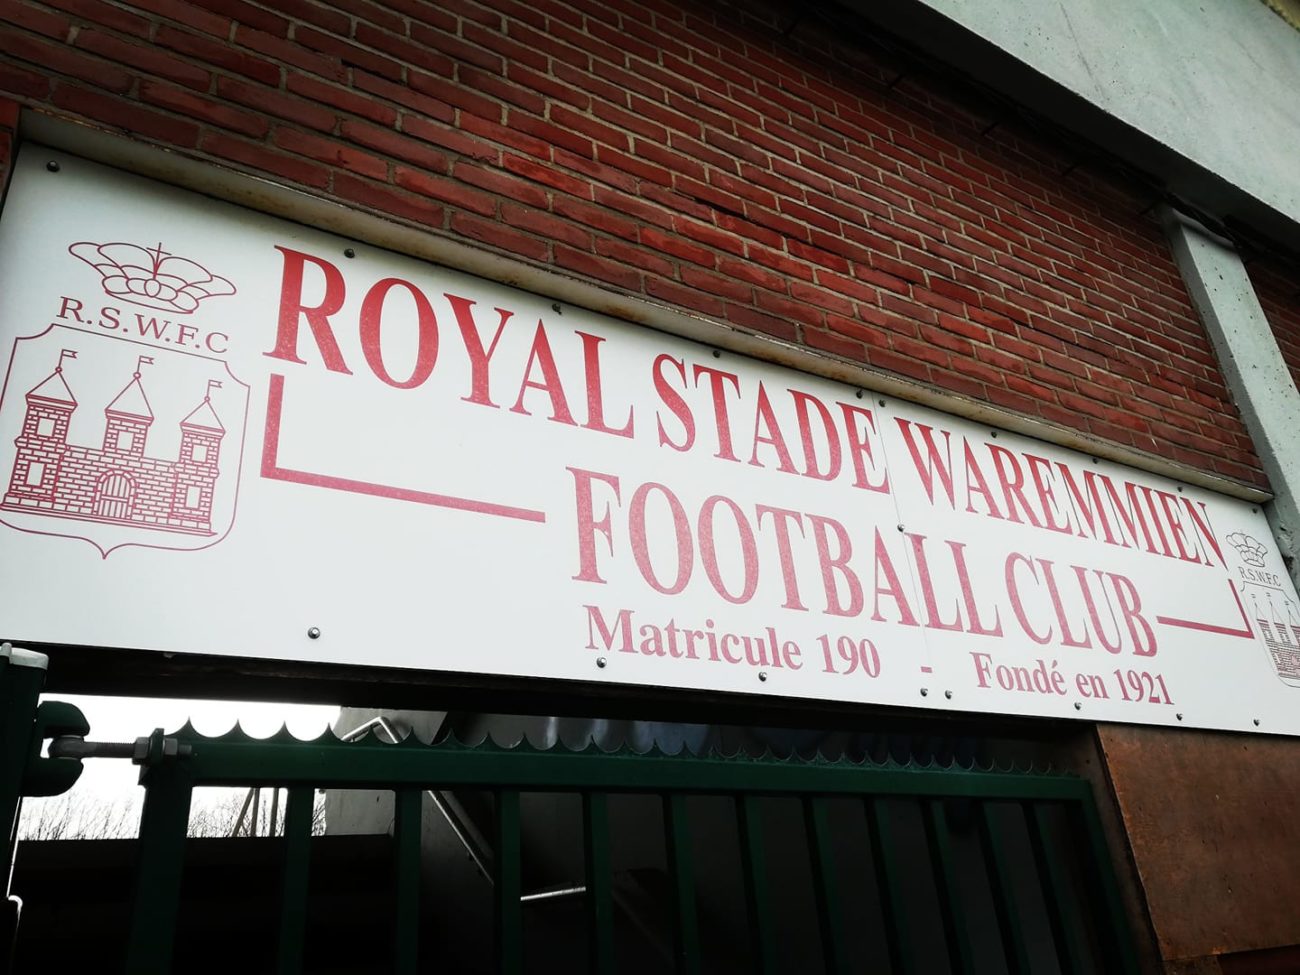 R.S.W.F.C
ROYAL STADE WAREMMIEN
FOOTBALL CLUB
Matricule 190 - Fondé en 1921
R.S.W.F.C